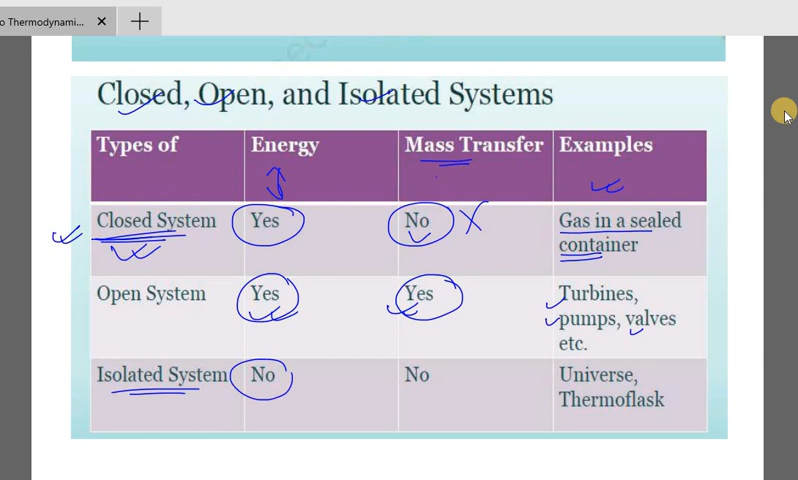 o Thermodynami...
Closed, Open, and Isolated Systems
Types of Energy Mass Transfer Examples
Closed System Yes No Gas in a sealed
container
Open System Yes Yes Turbines,
pumps, valves
etc.
Isolated System No No Universe,
Thermoflask